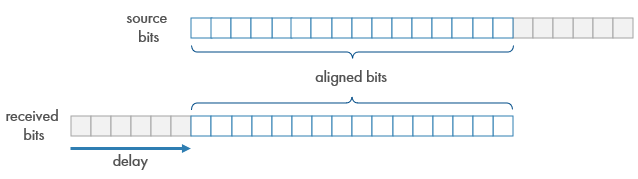 source
bits
aligned bits
received
bits
delay